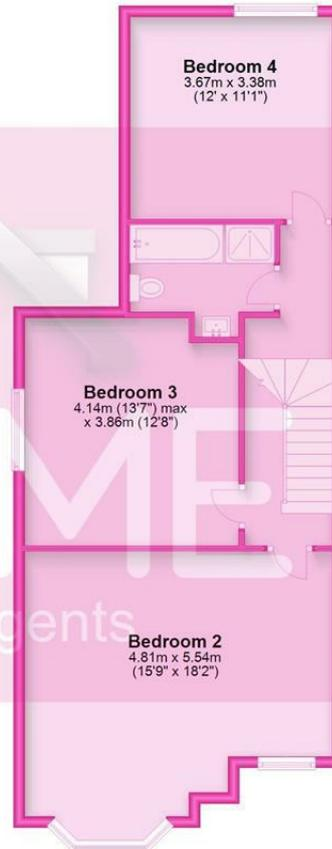 Bedroom 4
3.67m x 3.38m
(12' x 11'1")
Bedroom 3
4.14m (13'7") max
x 3.86m (12'8")
ME
gents
Bedroom 2
4.81m x 5.54m
(15'9" x 18'2")